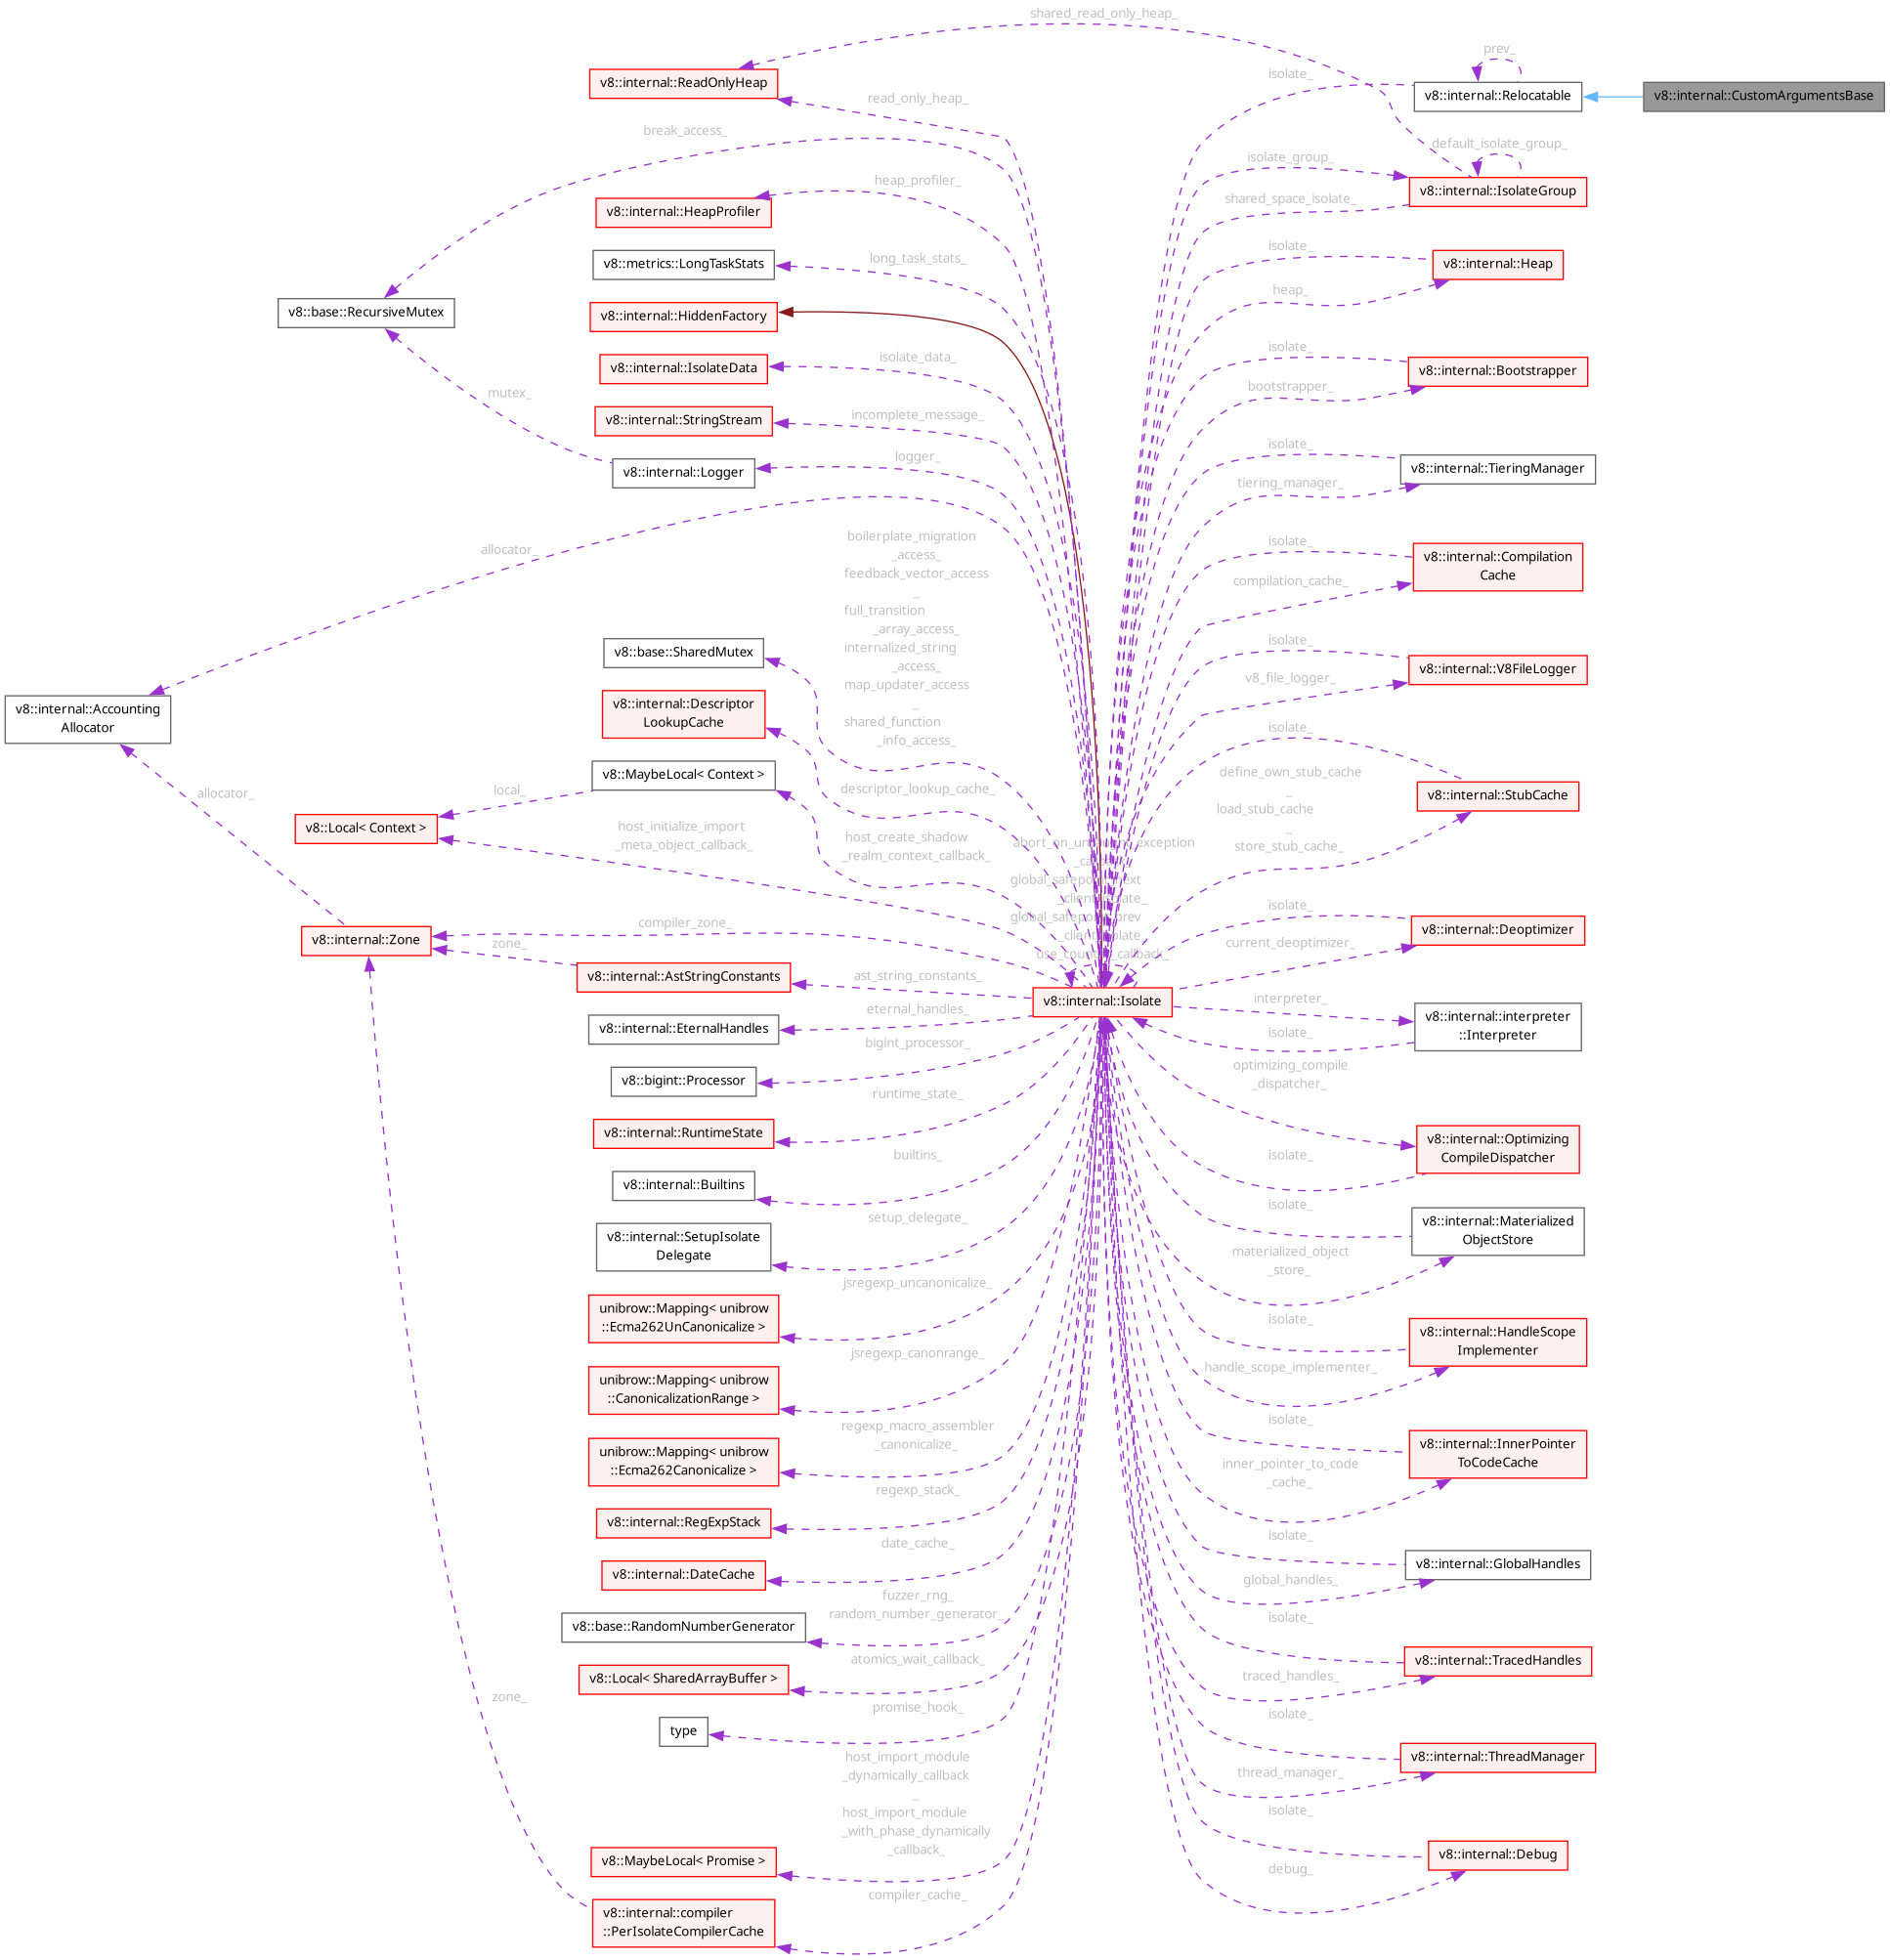 shared_read_only_heap_
prev_
v8::internal::ReadOnlyHeap
isolate_
v8::internal::Relocatable
v8::internal::CustomArgumentsBase
read_only_heap_
break_access_
default_isolate_group_
isolate_group_
heap_profiler_
v8::internal::IsolateGroup
shared_space_isolate_
v8::internal::HeapProfiler
isolate_
long_task_stats_
v8::metrics::LongTaskStats
v8::internal::Heap
heap_
v8::base::RecursiveMutex
v8::internal::HiddenFactory
isolate_
isolate_data_
v8::internal::IsolateData
v8::internal::Bootstrapper
bootstrapper_
mutex_
incomplete_message_
v8::internal::StringStream
isolate_
logger_
v8::internal::Logger
v8::internal::TieringManager
tiering_manager_
allocator_
boilerplate_migration
_access_
feedback_vector_access
_
full_transition
_array_access_
internalized_string
_access_
map_updater_access
_
shared_function
_info_access_
isolate_
v8::internal::Compilation
Cache
compilation_cache_
v8::base::SharedMutex
isolate_
v8::internal::V8FileLogger
v8_file_logger_
v8::internal::Accounting
Allocator
v8::internal::Descriptor
LookupCache
isolate_
v8::MaybeLocal< Context >
descriptor_lookup_cache_
define_own_stub_cache
_
load_stub_cache
_
store_stub_cache_
v8::internal::StubCache
allocator_
local_
v8::Local< Context >
host_initialize_import
_meta_object_callback_
host_create_shadow
_realm_context_callback_
global_safepoint_prev
isolate_
v8::internal::Zone
compiler_zone_
zone_
v8::internal::Deoptimizer
current_deoptimizer_
v8::internal::AstStringConstants
ast_string_constants_
v8::internal::Isolate
interpreter_
v8::internal::interpreter
::Interpreter
isolate_
eternal_handles_
v8::internal::EternalHandles
bigint_processor_
v8::bigint::Processor
optimizing_compile
_dispatcher_
runtime_state_
v8::internal::RuntimeState
v8::internal::Optimizing
CompileDispatcher
isolate_
builtins_
v8::internal::Builtins
isolate_
setup_delegate_
v8::internal::SetupIsolate
Delegate
v8::internal::Materialized
ObjectStore
materialized_object
_store_
jsregexp_uncanonicalize_
unibrow::Mapping< unibrow
::Ecma262UnCanonicalize >
isolate_
v8::internal::HandleScope
Implementer
handle_scope_implementer_
jsregexp_canonrange_
unibrow::Mapping< unibrow
::CanonicalizationRange >
isolate_
v8::internal::InnerPointer
ToCodeCache
inner_pointer_to_code
_cache_
regexp_macro_assembler
_canonicalize_
unibrow::Mapping< unibrow
::Ecma262Canonicalize >
regexp_stack_
v8::internal::RegExpStack
isolate_
v8::internal::GlobalHandles
global_handles_
date_cache_
v8::internal::DateCache
fuzzer_rng_
random_number_generator_
v8::base::RandomNumberGenerator
isolate_
v8::internal::TracedHandles
traced_handles_
atomics_wait_callback_
v8::Local< SharedArrayBuffer >
zone_
promise_hook_
type
isolate_
v8::internal::ThreadManager
thread_manager_
host_import_module
_dynamically_callback
_
host_import_module
_with_phase_dynamically
_callback_
isolate_
v8::internal::Debug
debug_
v8::MaybeLocal< Promise >
compiler_cache_
v8::internal::compiler
::PerIsolateCompilerCache